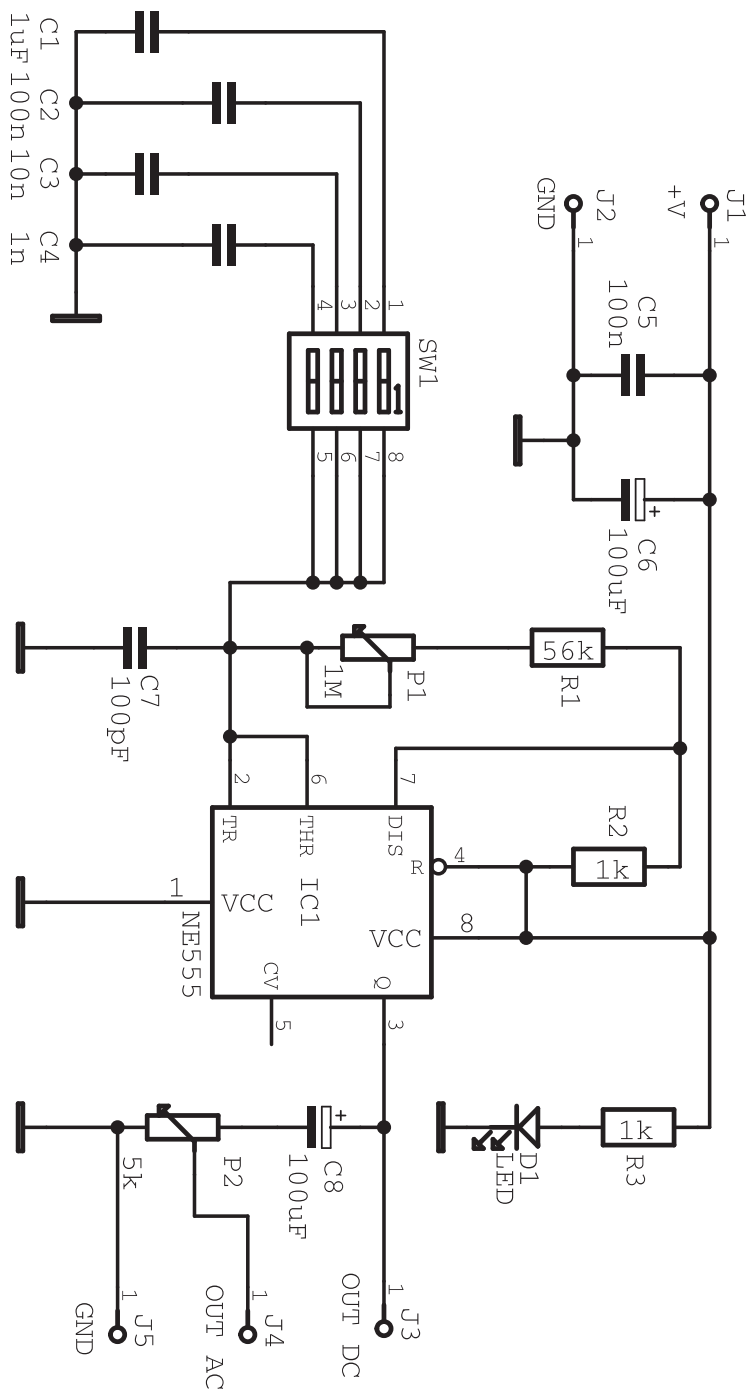 J1
1
+V
J2
1
GND
C5
100n
C6
100uF
+
C1
1uF
C2
100n
C3
10n
C4
1n
SW1
1
1
2
3
4
8
7
6
5
R1
56k
P1
1M
C7
100pF
R2
1k
R3
1k
D1
LED
IC1
NE555
TR
THR
DIS
R
VCC
VCC
CV
Q
2
6
7
4
8
1
5
3
C8
100uF
+
P2
5k
J3
1
OUT DC
J4
1
OUT AC
J5
1
GND